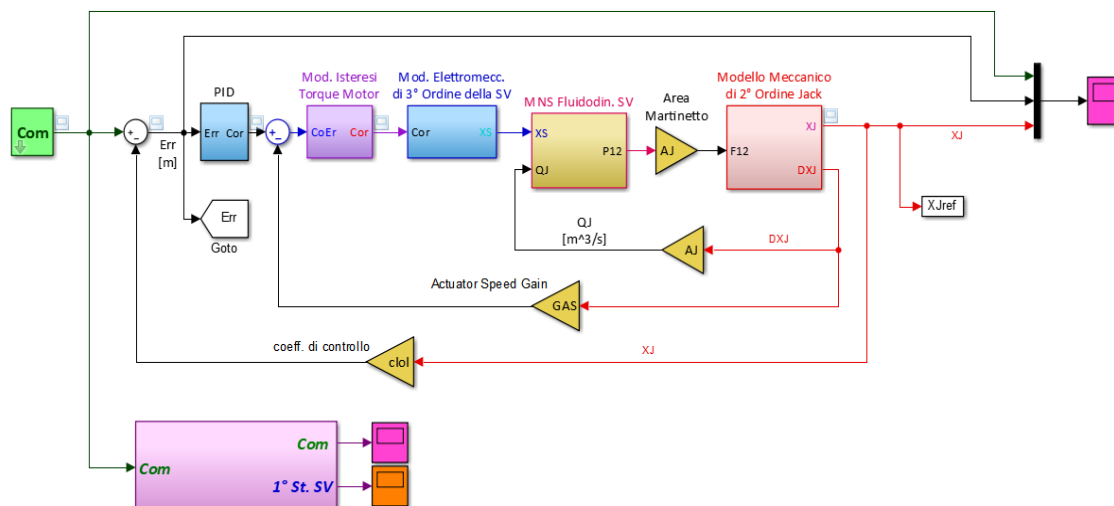 Com
+
-
Err
[m]
Err
Goto
PID
Err
Cor
+
-
Mod. Isteresi
Torque Motor
CoEr
Cor
Mod. Elettromecc.
di 3° Ordine della SV
Cor
XS
MNS Fluidodin. SV
XS
QJ
P12
Area
Martinetto
AJ
Modello Meccanico
di 2° Ordine Jack
F12
XJ
DXJ
XJ
XJref
QJ
[m^3/s]
AJ
DXJ
Actuator Speed Gain
GAS
coeff. di controllo
clol
XJ
Com
Com
1° St. SV